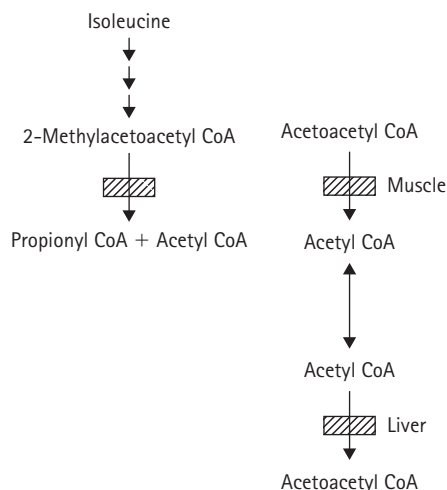 Isoleucine
2-Methylacetoacetyl CoA
Propionyl CoA + Acetyl CoA
Acetoacetyl CoA
Muscle
Acetyl CoA
Acetyl CoA
Liver
Acetoacetyl CoA